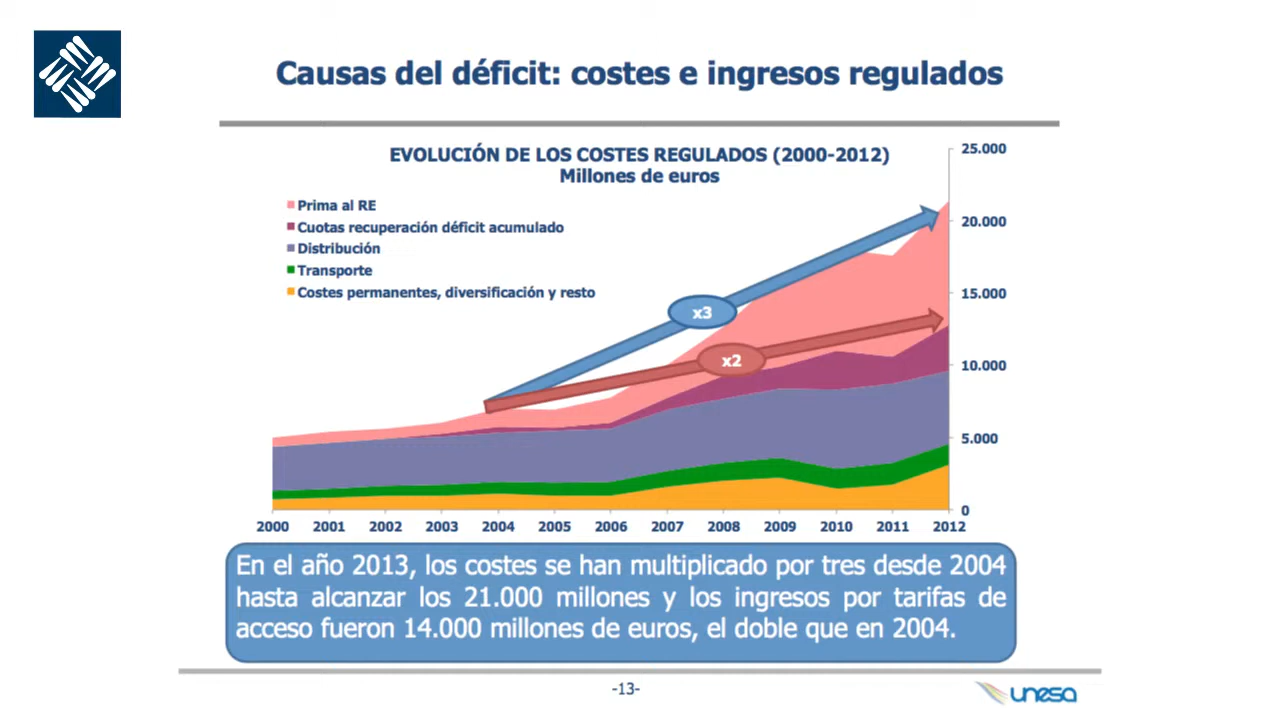 Causas del déficit: costes e ingresos regulados
EVOLUCIÓN DE LOS COSTES REGULADOS (2000-2012)
Millones de euros
Prima al RE
Cuotas recuperación déficit acumulado
Distribución
Transporte
Costes permanentes, diversificación y resto
25.000
20.000
15.000
10.000
5.000
0
x3
x2
2000 2001 2002 2003 2004 2005 2006 2007 2008 2009 2010 2011 2012
En el año 2013, los costes se han multiplicado por tres desde 2004
hasta alcanzar los 21.000 millones y los ingresos por tarifas de
acceso fueron 14.000 millones de euros, el doble que en 2004.
-13-
unesa